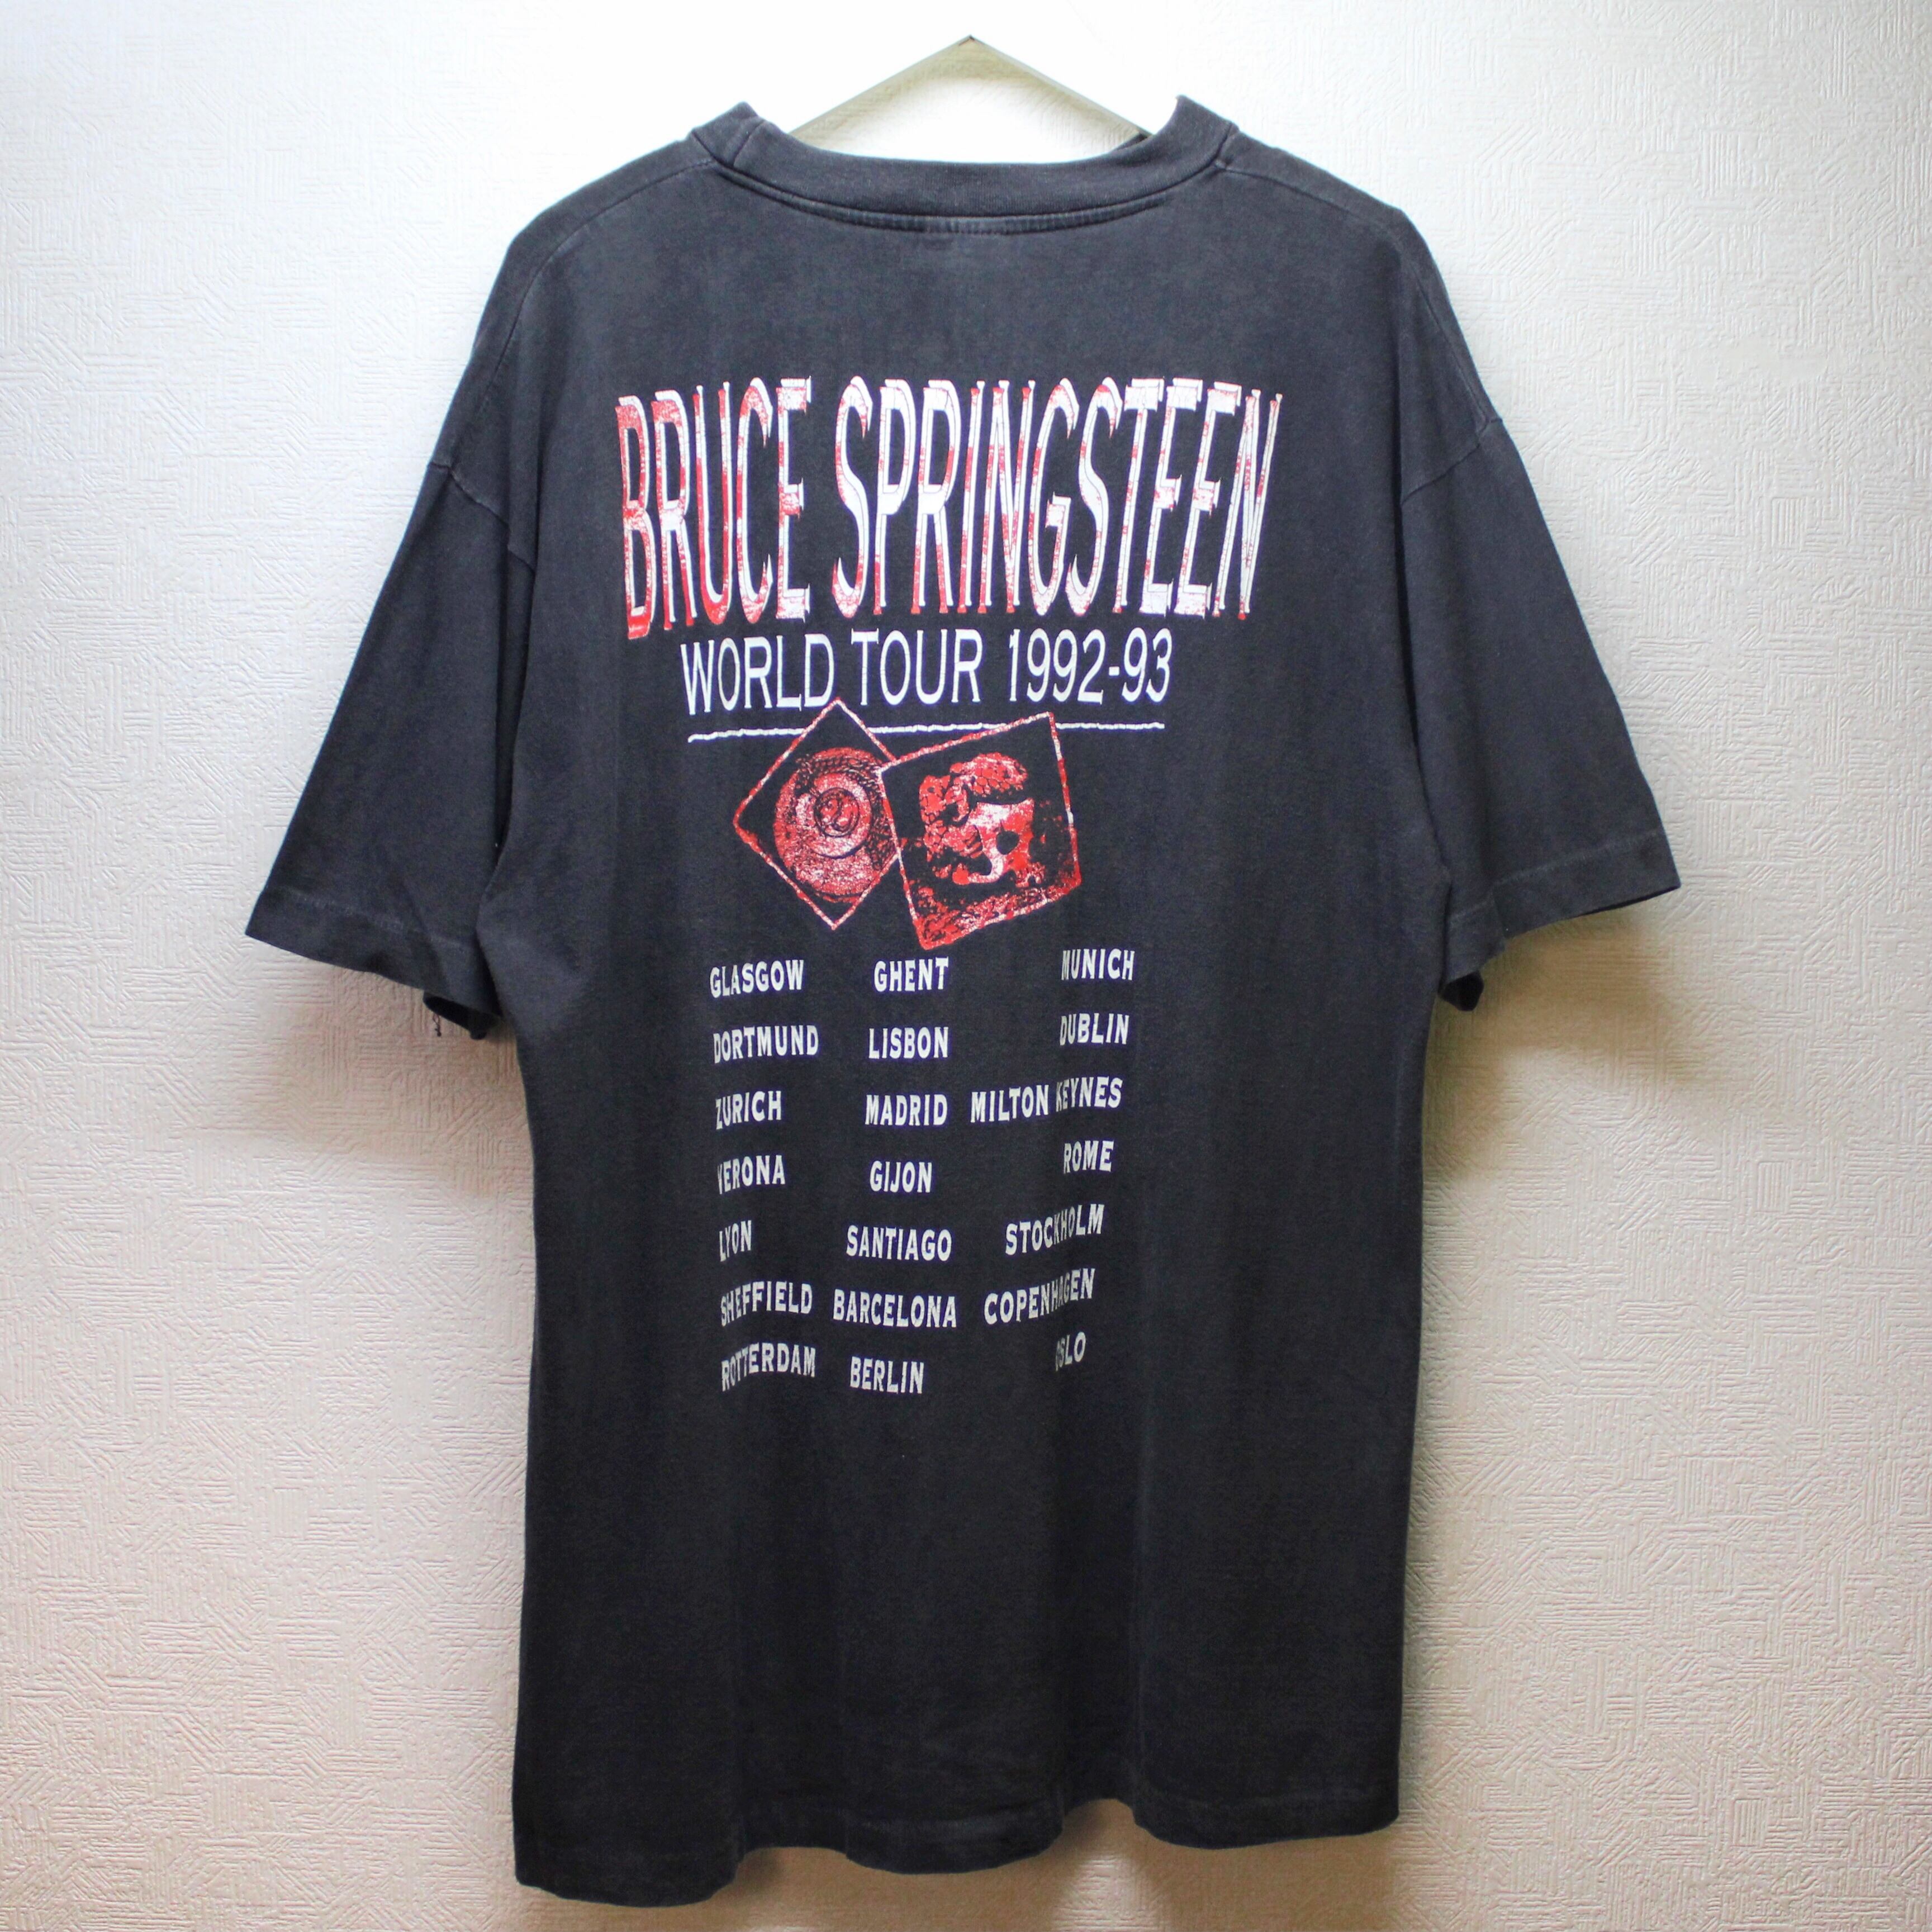 BRUCE SPRINGSTEEN
WORLD TOUR 1992-93
GLASGOW GHENT MUNICH
DORTMUND LISBON DUBLIN
ZURICH MADRID MILTON KEYNES
VERONA GIJON ROME
LYON SANTIAGO STOCKHOLM
SHEFFIELD BARCELONA COPENHAGEN
ROTTERDAM BERLIN OSLO